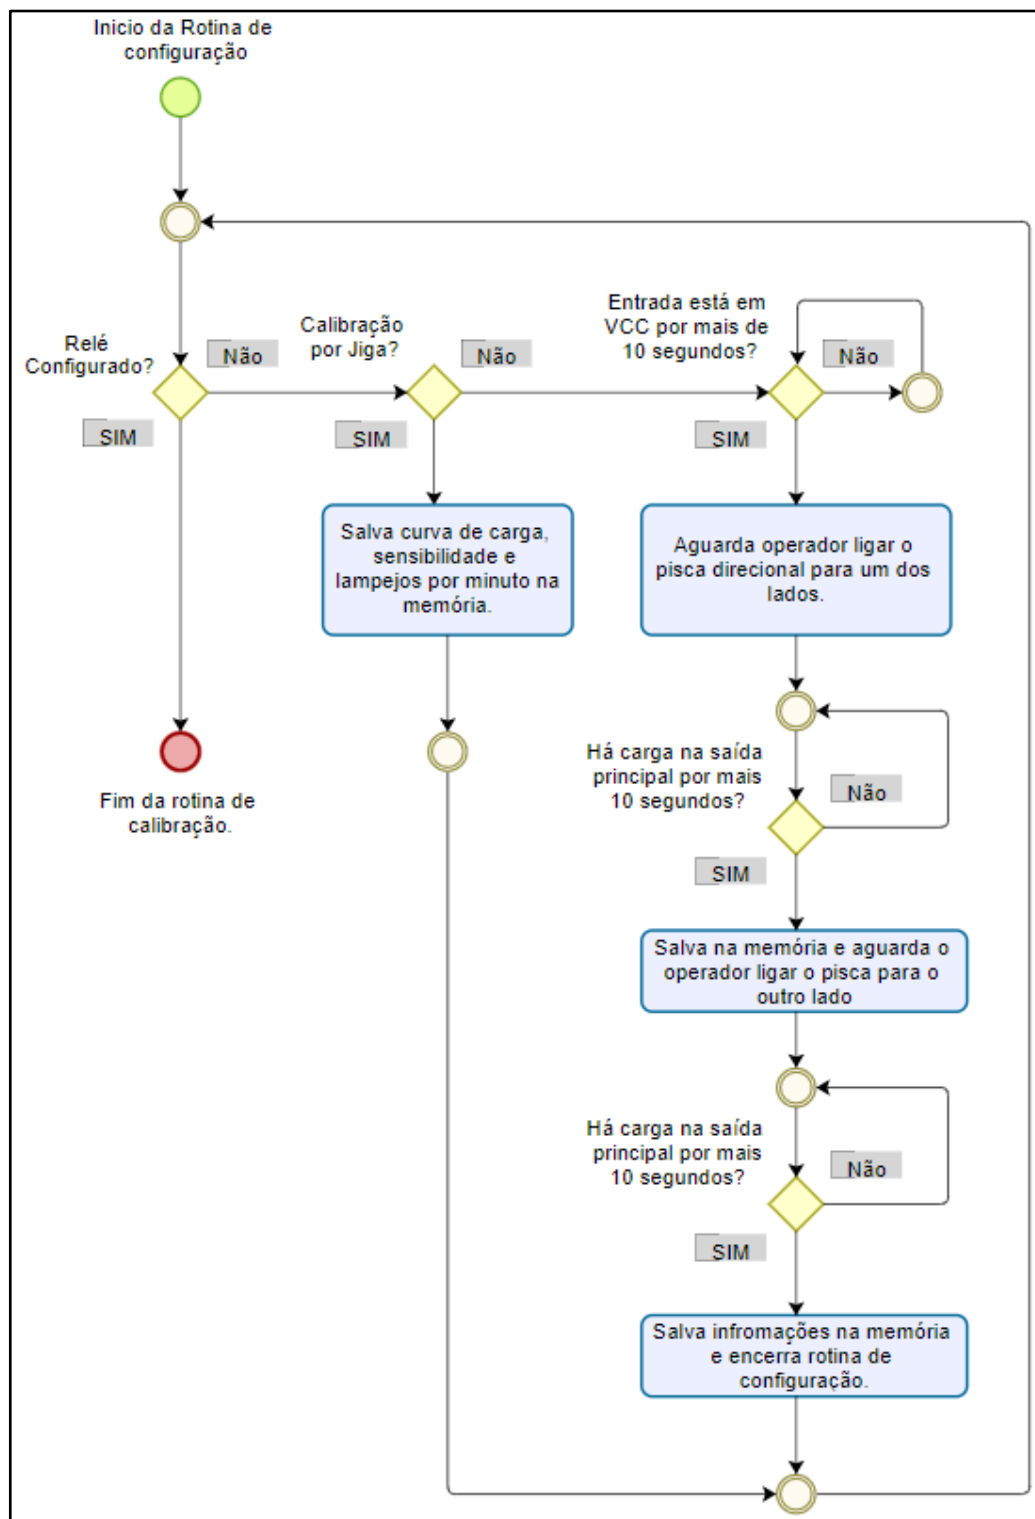 Inicio da Rotina de
configuração
Relé
Configurado?
Não
SIM
Calibração
por Jiga?
Não
SIM
Entrada está em
VCC por mais de
10 segundos?
Não
SIM
Salva curva de carga,
sensibilidade e
lampejos por minuto na
memória.
Aguarda operador ligar o
pisca direcional para um dos
lados.
Fim da rotina de
calibração.
Há carga na saída
principal por mais
10 segundos?
Não
SIM
Salva na memória e aguarda o
operador ligar o pisca para o
outro lado
Há carga na saída
principal por mais
10 segundos?
Não
SIM
Salva infromações na memória
e encerra rotina de
configuração.